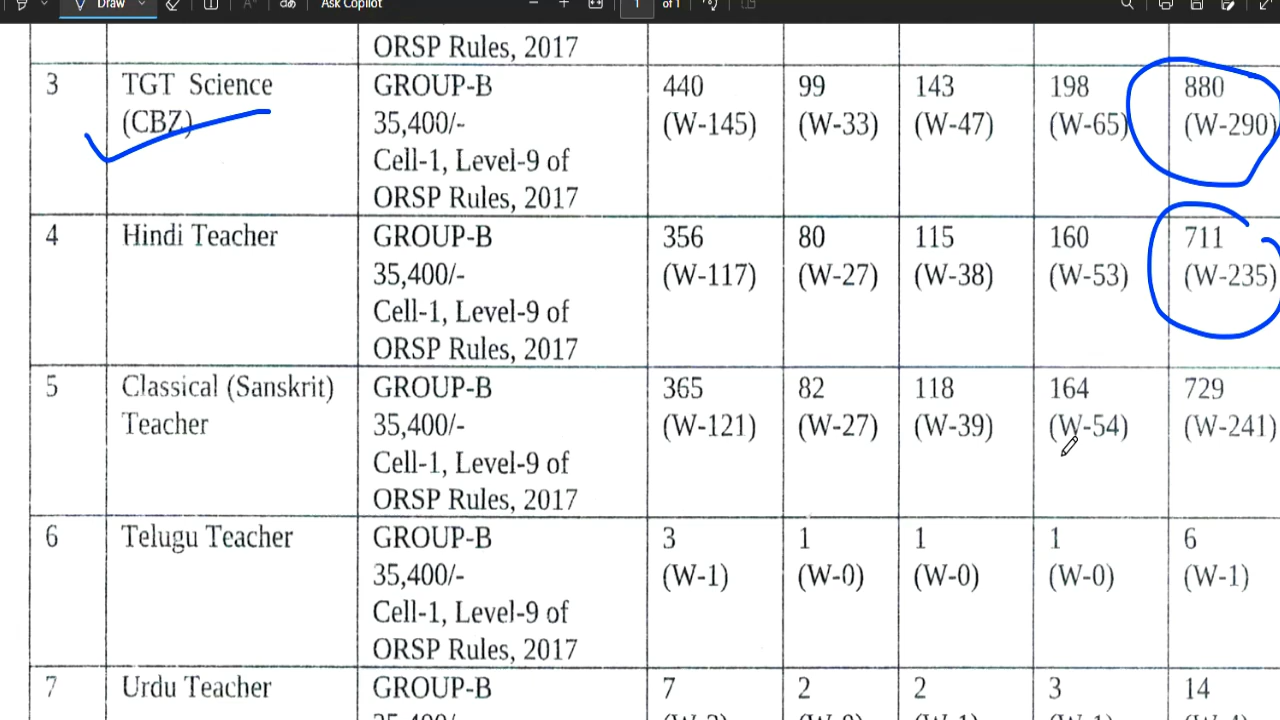 Draw
Ask Copilot
1 of 1
ORSP Rules, 2017
3 TGT Science (CBZ) GROUP-B 35,400/- Cell-1, Level-9 of ORSP Rules, 2017 440 (W-145) 99 (W-33) 143 (W-47) 198 (W-65) 880 (W-290)
4 Hindi Teacher GROUP-B 35,400/- Cell-1, Level-9 of ORSP Rules, 2017 356 (W-117) 80 (W-27) 115 (W-38) 160 (W-53) 711 (W-235)
5 Classical (Sanskrit) Teacher GROUP-B 35,400/- Cell-1, Level-9 of ORSP Rules, 2017 365 (W-121) 82 (W-27) 118 (W-39) 164 (W-54) 729 (W-241)
6 Telugu Teacher GROUP-B 35,400/- Cell-1, Level-9 of ORSP Rules, 2017 3 (W-1) 1 (W-0) 1 (W-0) 1 (W-0) 6 (W-1)
7 Urdu Teacher GROUP-B 7 2 2 3 14